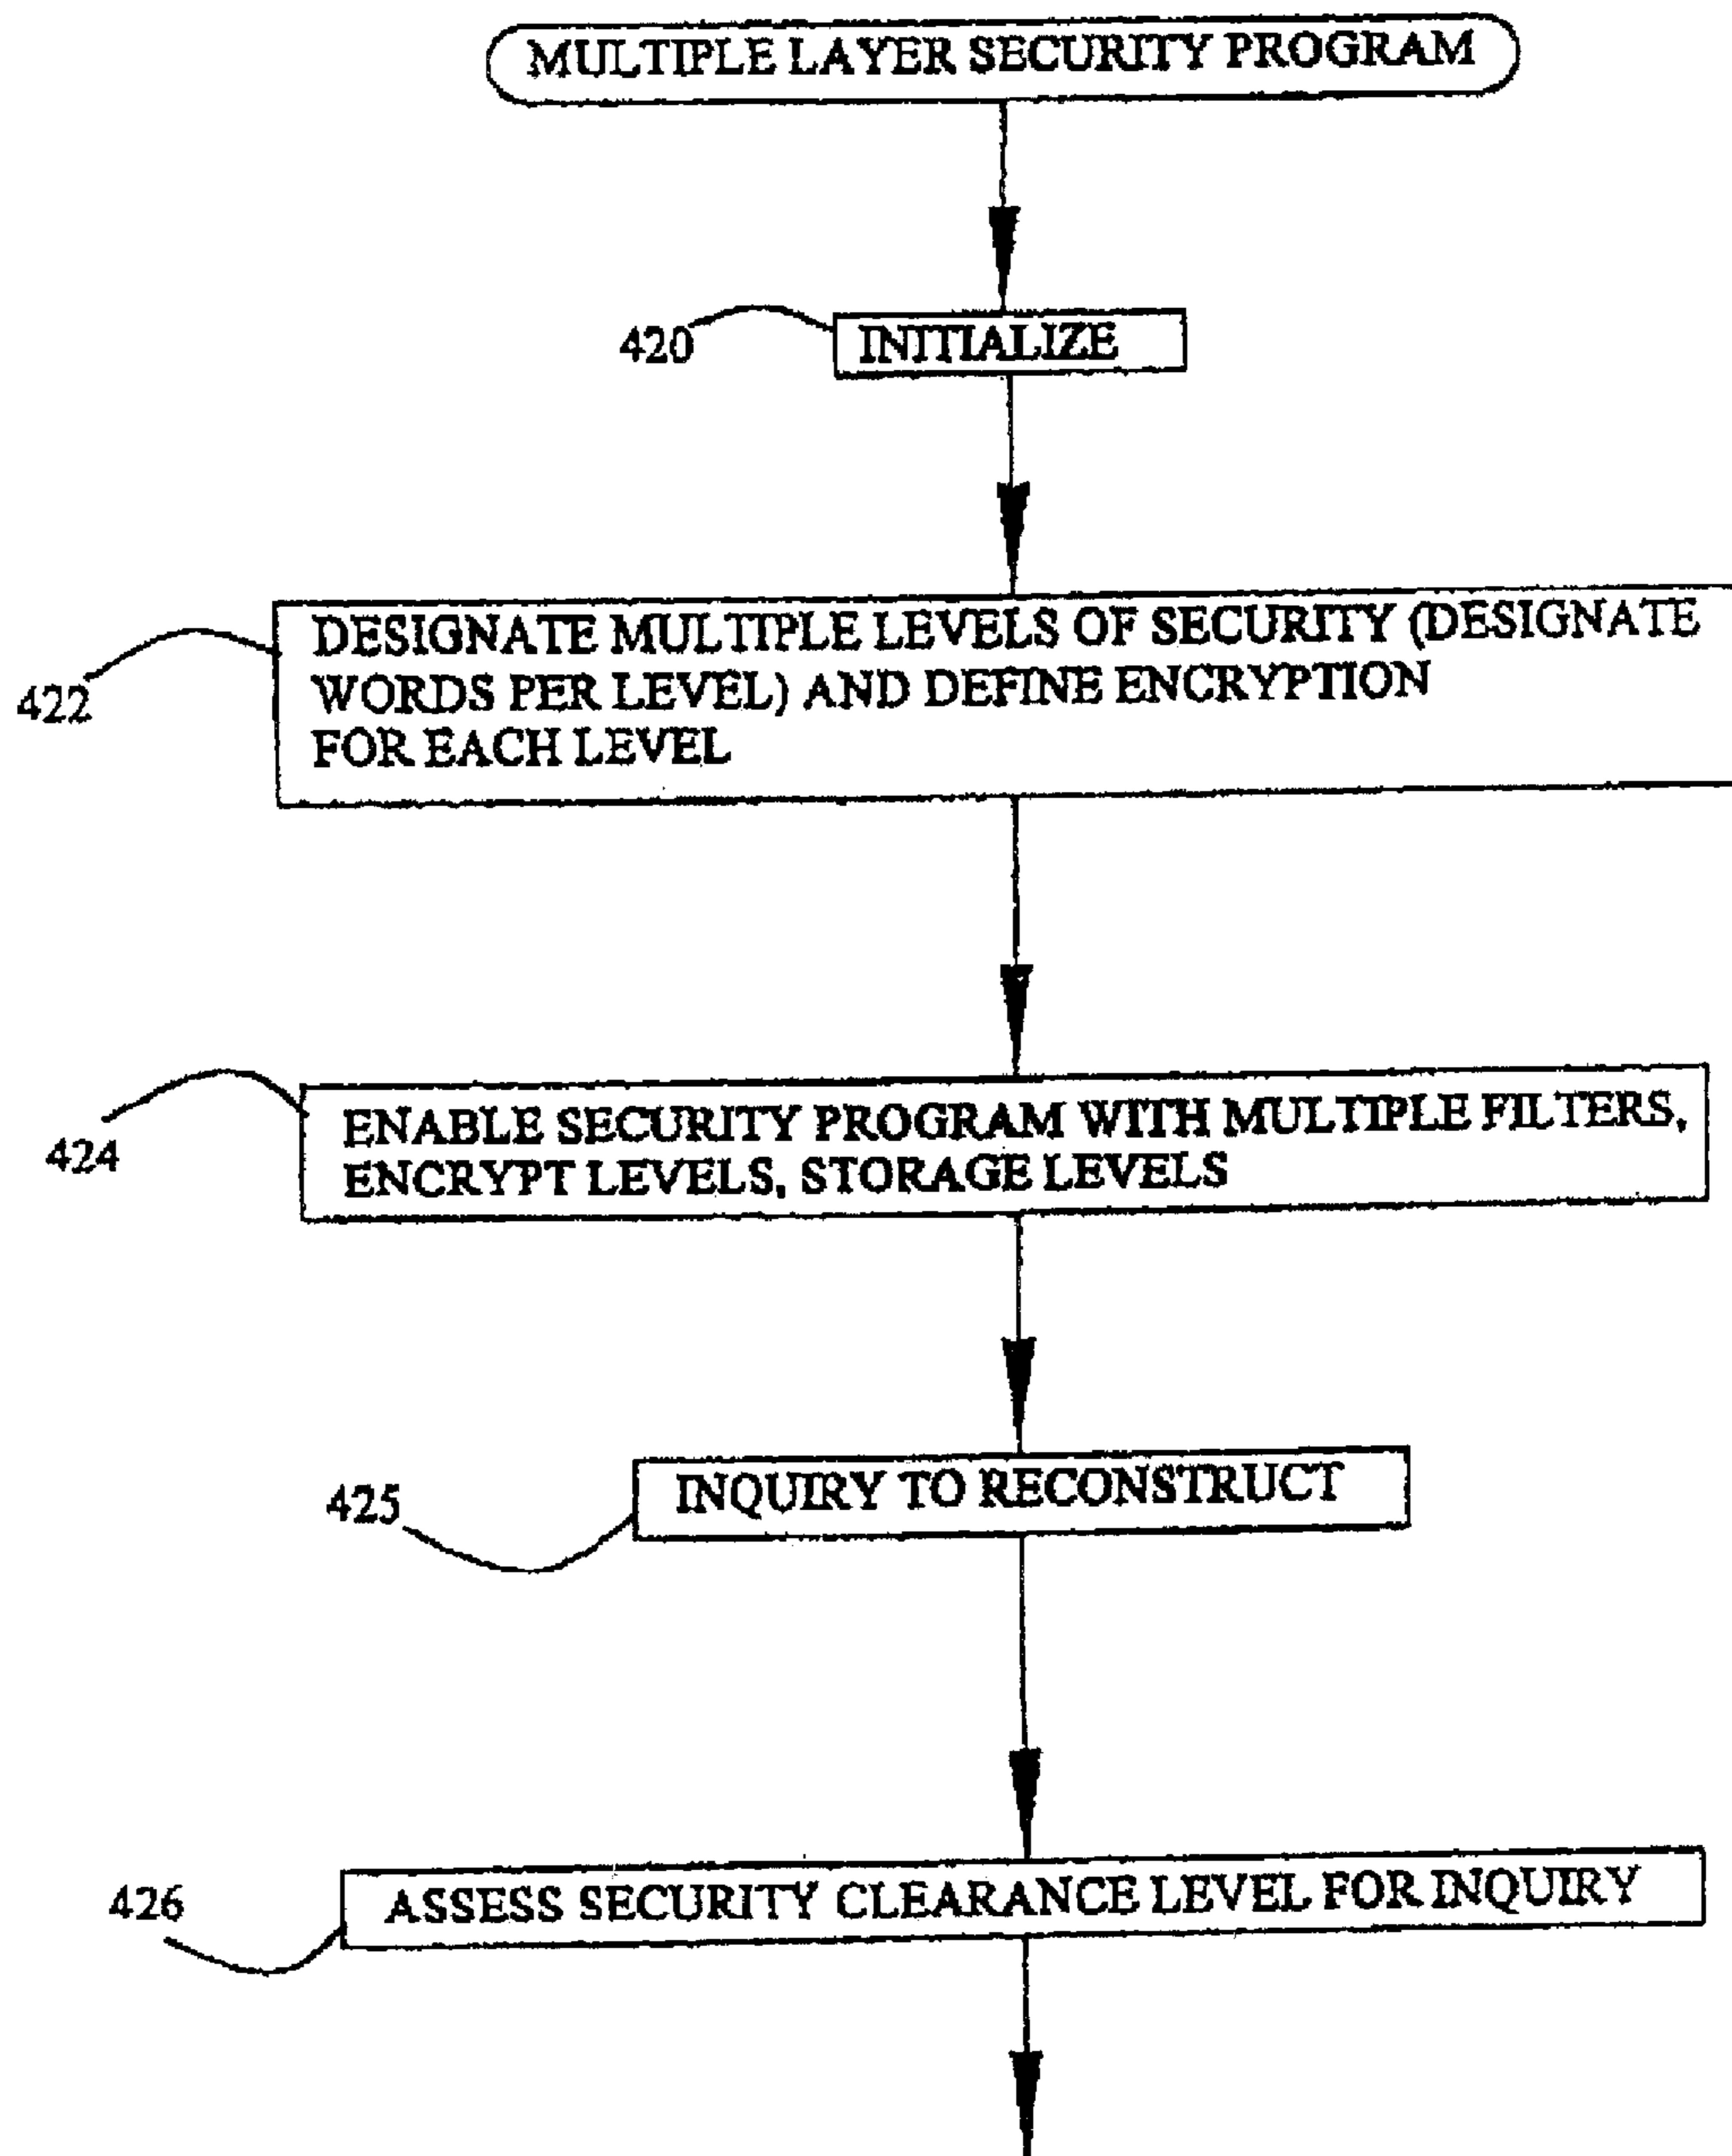 MULTIPLE LAYER SECURITY PROGRAM
420
INITIALIZE
DESIGNATE MULTIPLE LEVELS OF SECURITY (DESIGNATE
WORDS PER LEVEL) AND DEFINE ENCRYPTION
FOR EACH LEVEL
422
ENABLE SECURITY PROGRAM WITH MULTIPLE FILTERS,
ENCRYPT LEVELS, STORAGE LEVELS
424
INQUIRY TO RECONSTRUCT
425
ASSESS SECURITY CLEARANCE LEVEL FOR INQUIRY
426